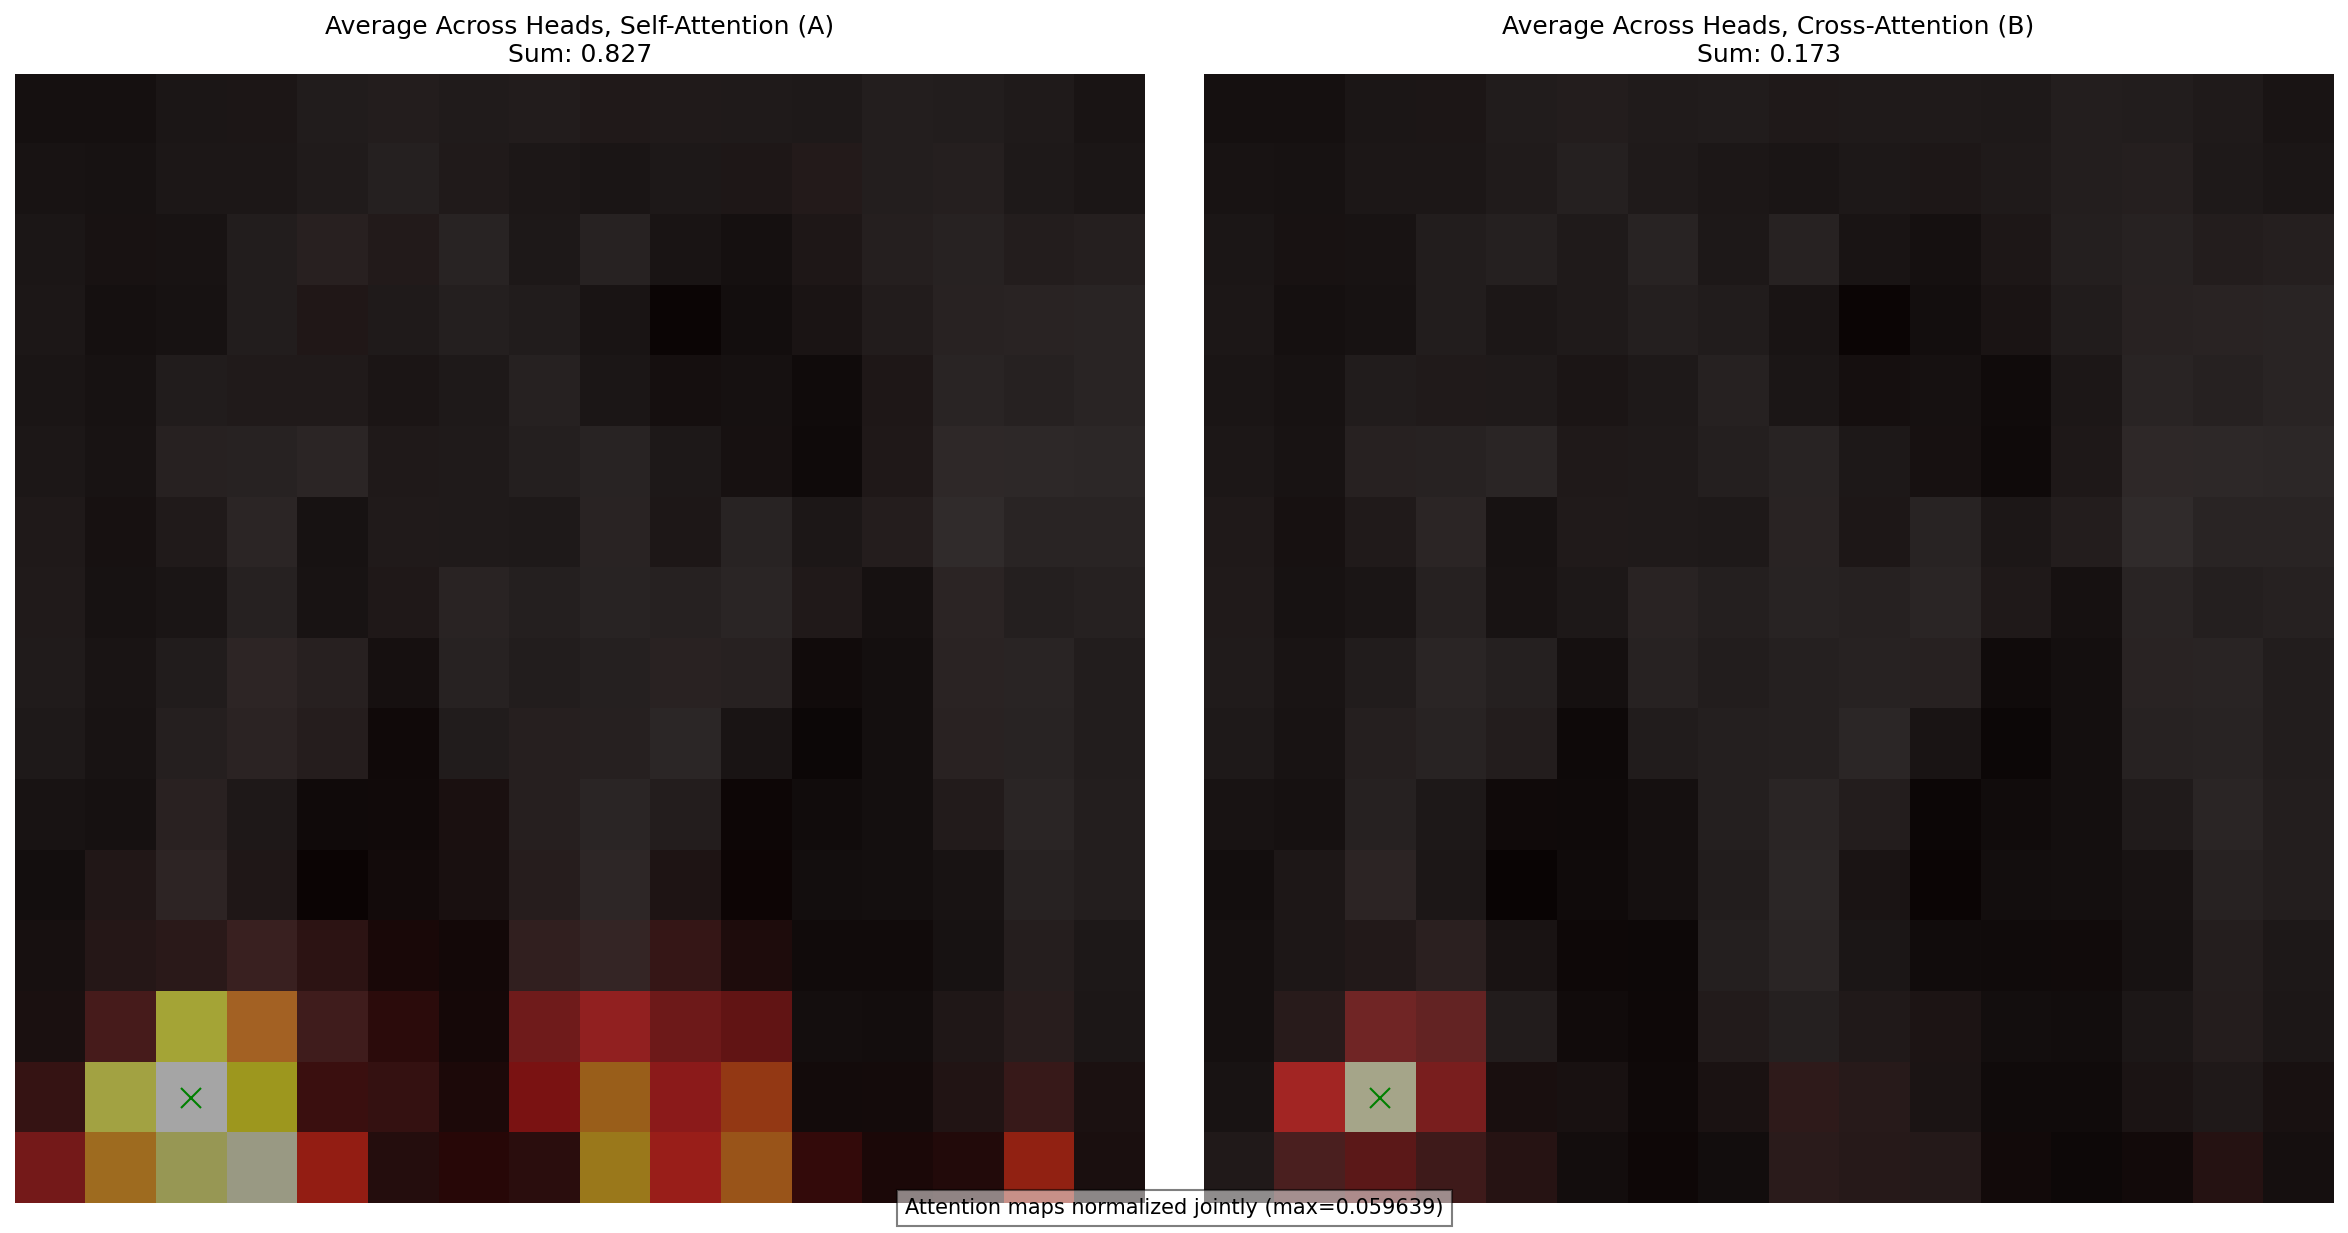 Average Across Heads, Self-Attention (A)
Sum: 0.827
Average Across Heads, Cross-Attention (B)
Sum: 0.173
Attention maps normalized jointly (max=0.059639)